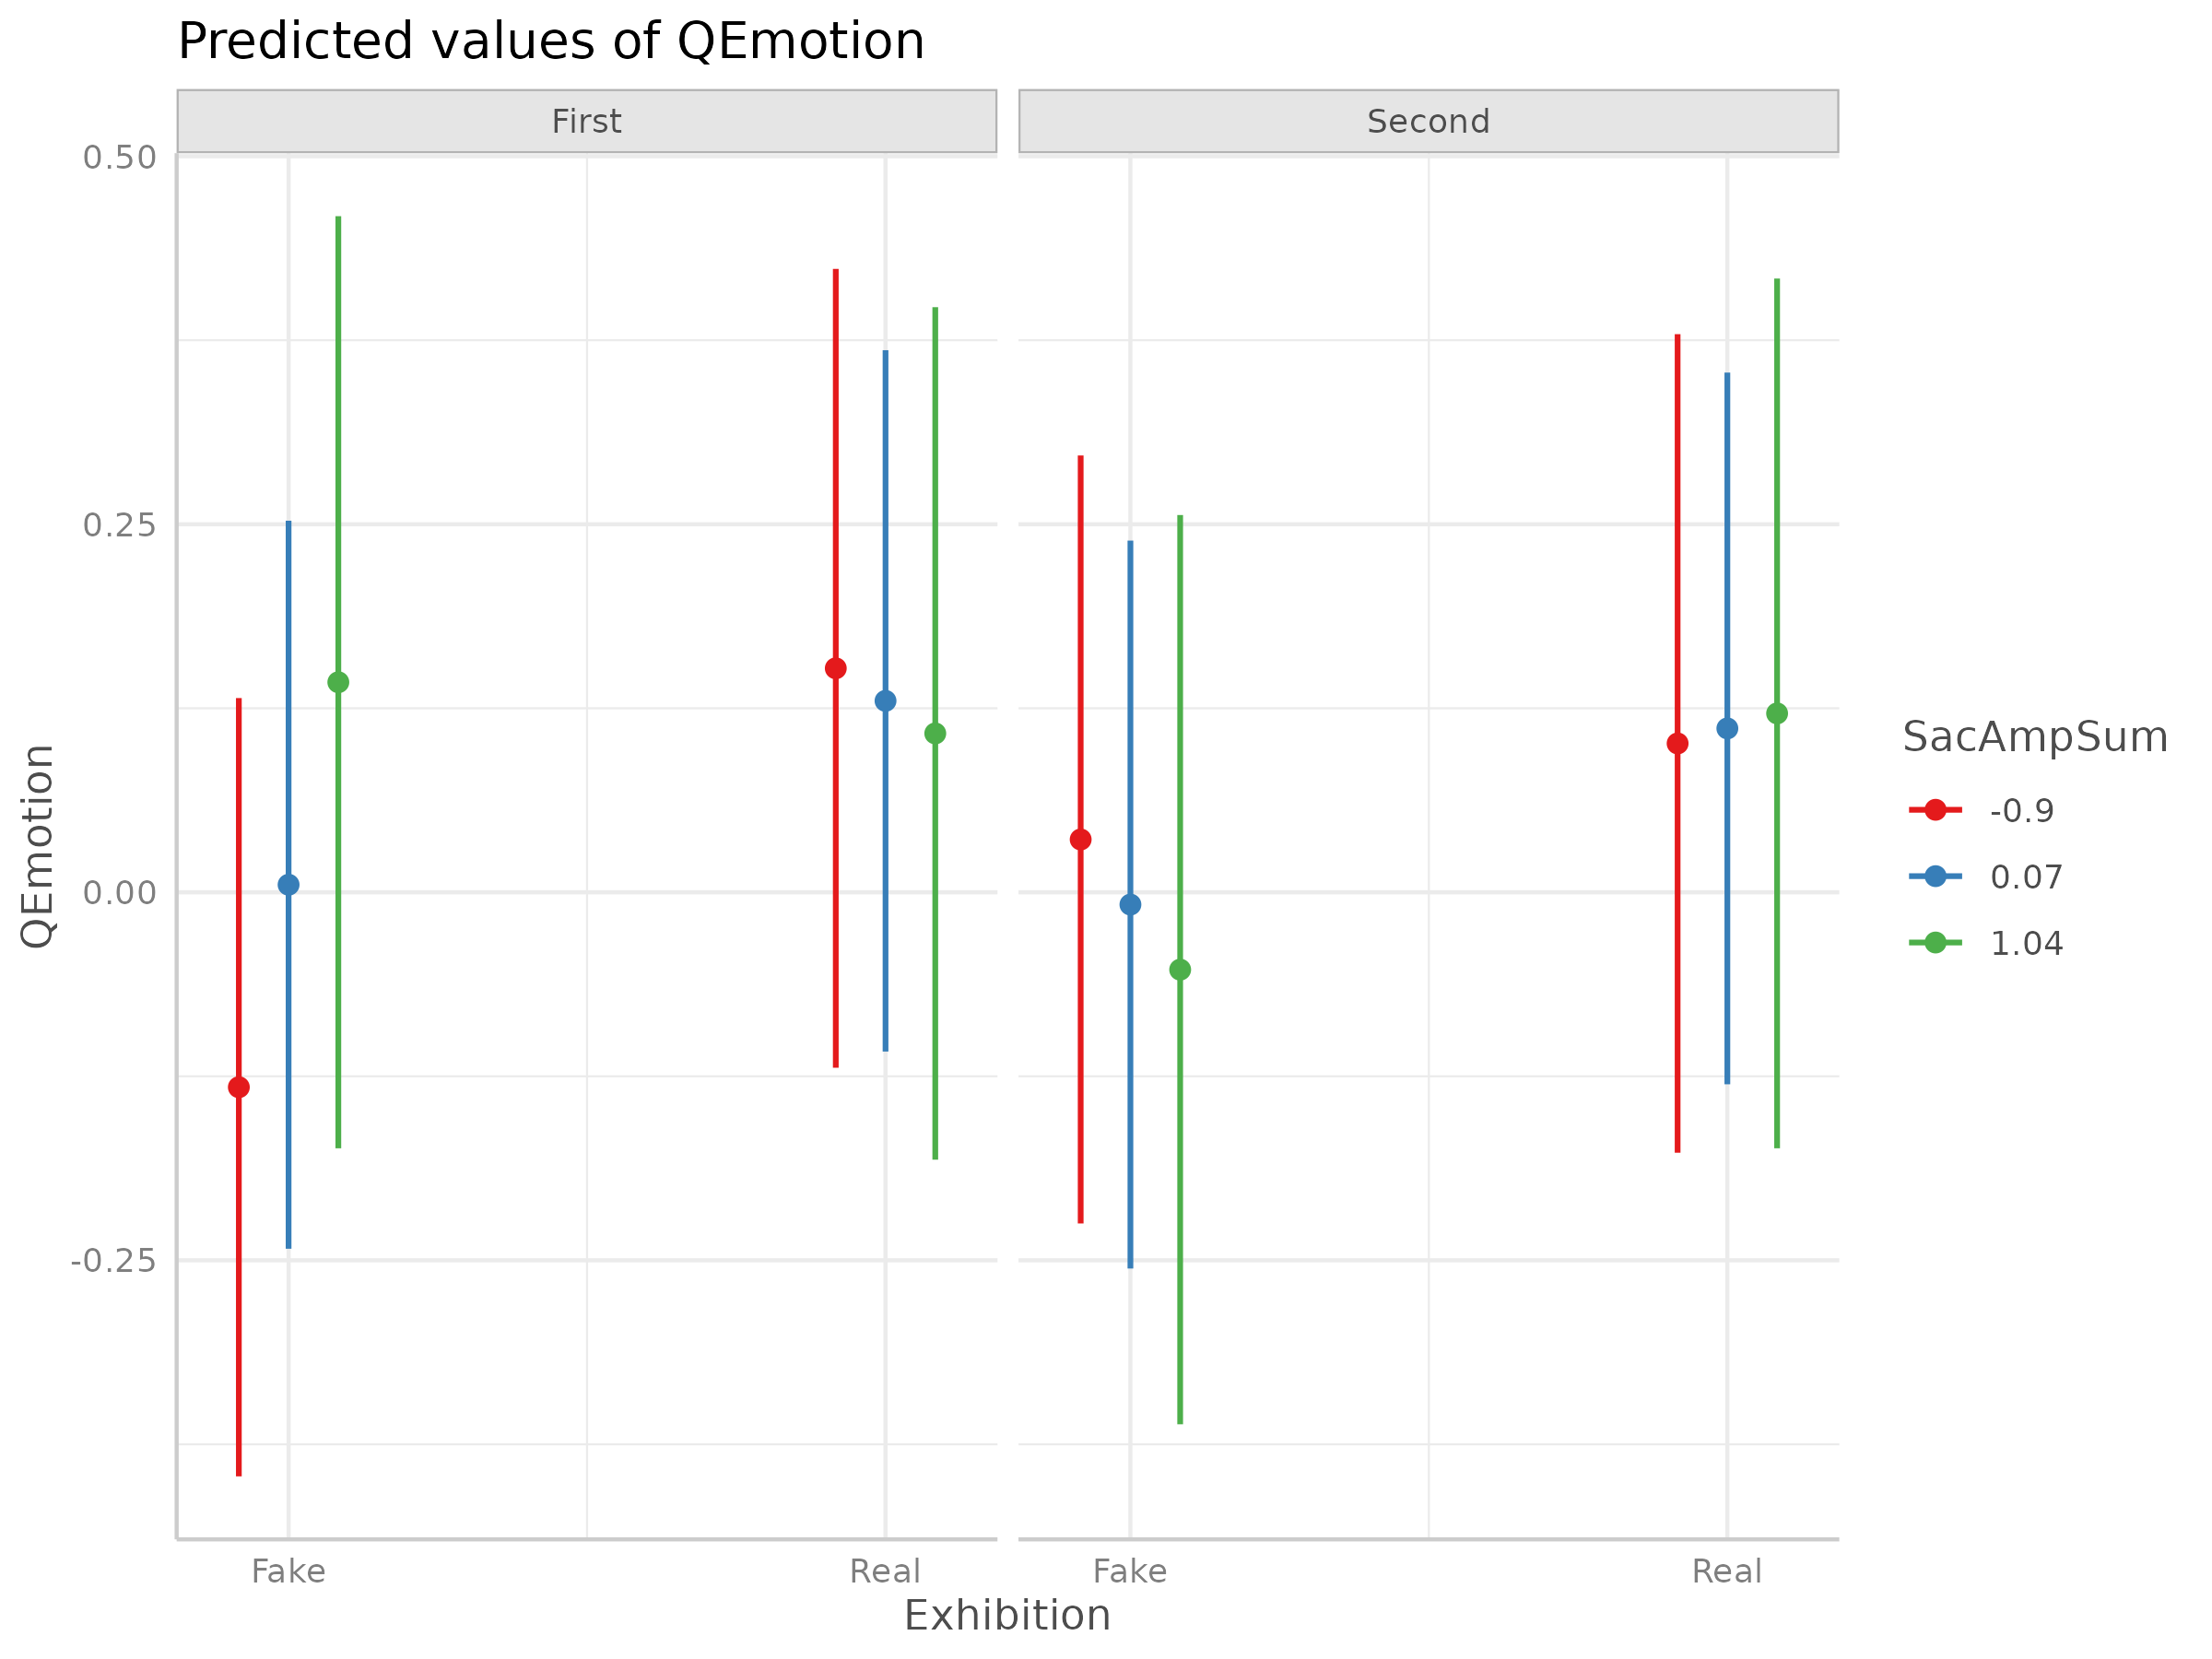 Predicted values of QEmotion
First
Second
0.50
0.25
0.00
-0.25
QEmotion
Fake
Real
Fake
Real
Exhibition
SacAmpSum
-0.9
0.07
1.04